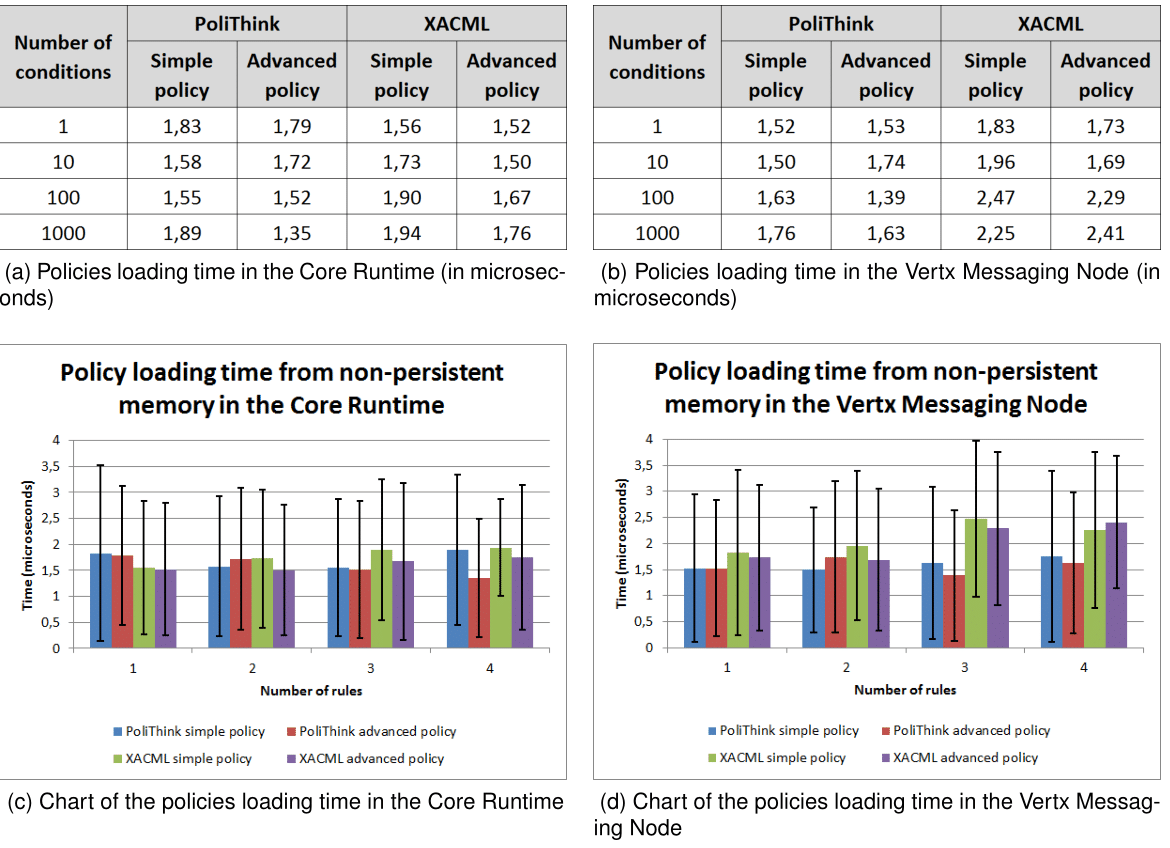 Number of conditions PoliThink XACML
Simple policy Advanced policy Simple policy Advanced policy
1 1,83 1,79 1,56 1,52
10 1,58 1,72 1,73 1,50
100 1,55 1,52 1,90 1,67
1000 1,89 1,35 1,94 1,76
(a) Policies loading time in the Core Runtime (in microsec-
onds)
Number of conditions PoliThink XACML
Simple policy Advanced policy Simple policy Advanced policy
1 1,52 1,53 1,83 1,73
10 1,50 1,74 1,96 1,69
100 1,63 1,39 2,47 2,29
1000 1,76 1,63 2,25 2,41
(b) Policies loading time in the Vertx Messaging Node (in
microseconds)
Policy loading time from non-persistent
memory in the Core Runtime
Time (microseconds)
4
3,5
3
2,5
2
1,5
1
0,5
0
1 2 3 4
Number of rules
PoliThink simple policy PoliThink advanced policy
XACML simple policy XACML advanced policy
(c) Chart of the policies loading time in the Core Runtime
Policy loading time from non-persistent
memory in the Vertx Messaging Node
Time (microseconds)
4
3,5
3
2,5
2
1,5
1
0,5
0
1 2 3 4
Number of rules
PoliThink simple policy PoliThink advanced policy
XACML simple policy XACML advanced policy
(d) Chart of the policies loading time in the Vertx Messag-
ing Node